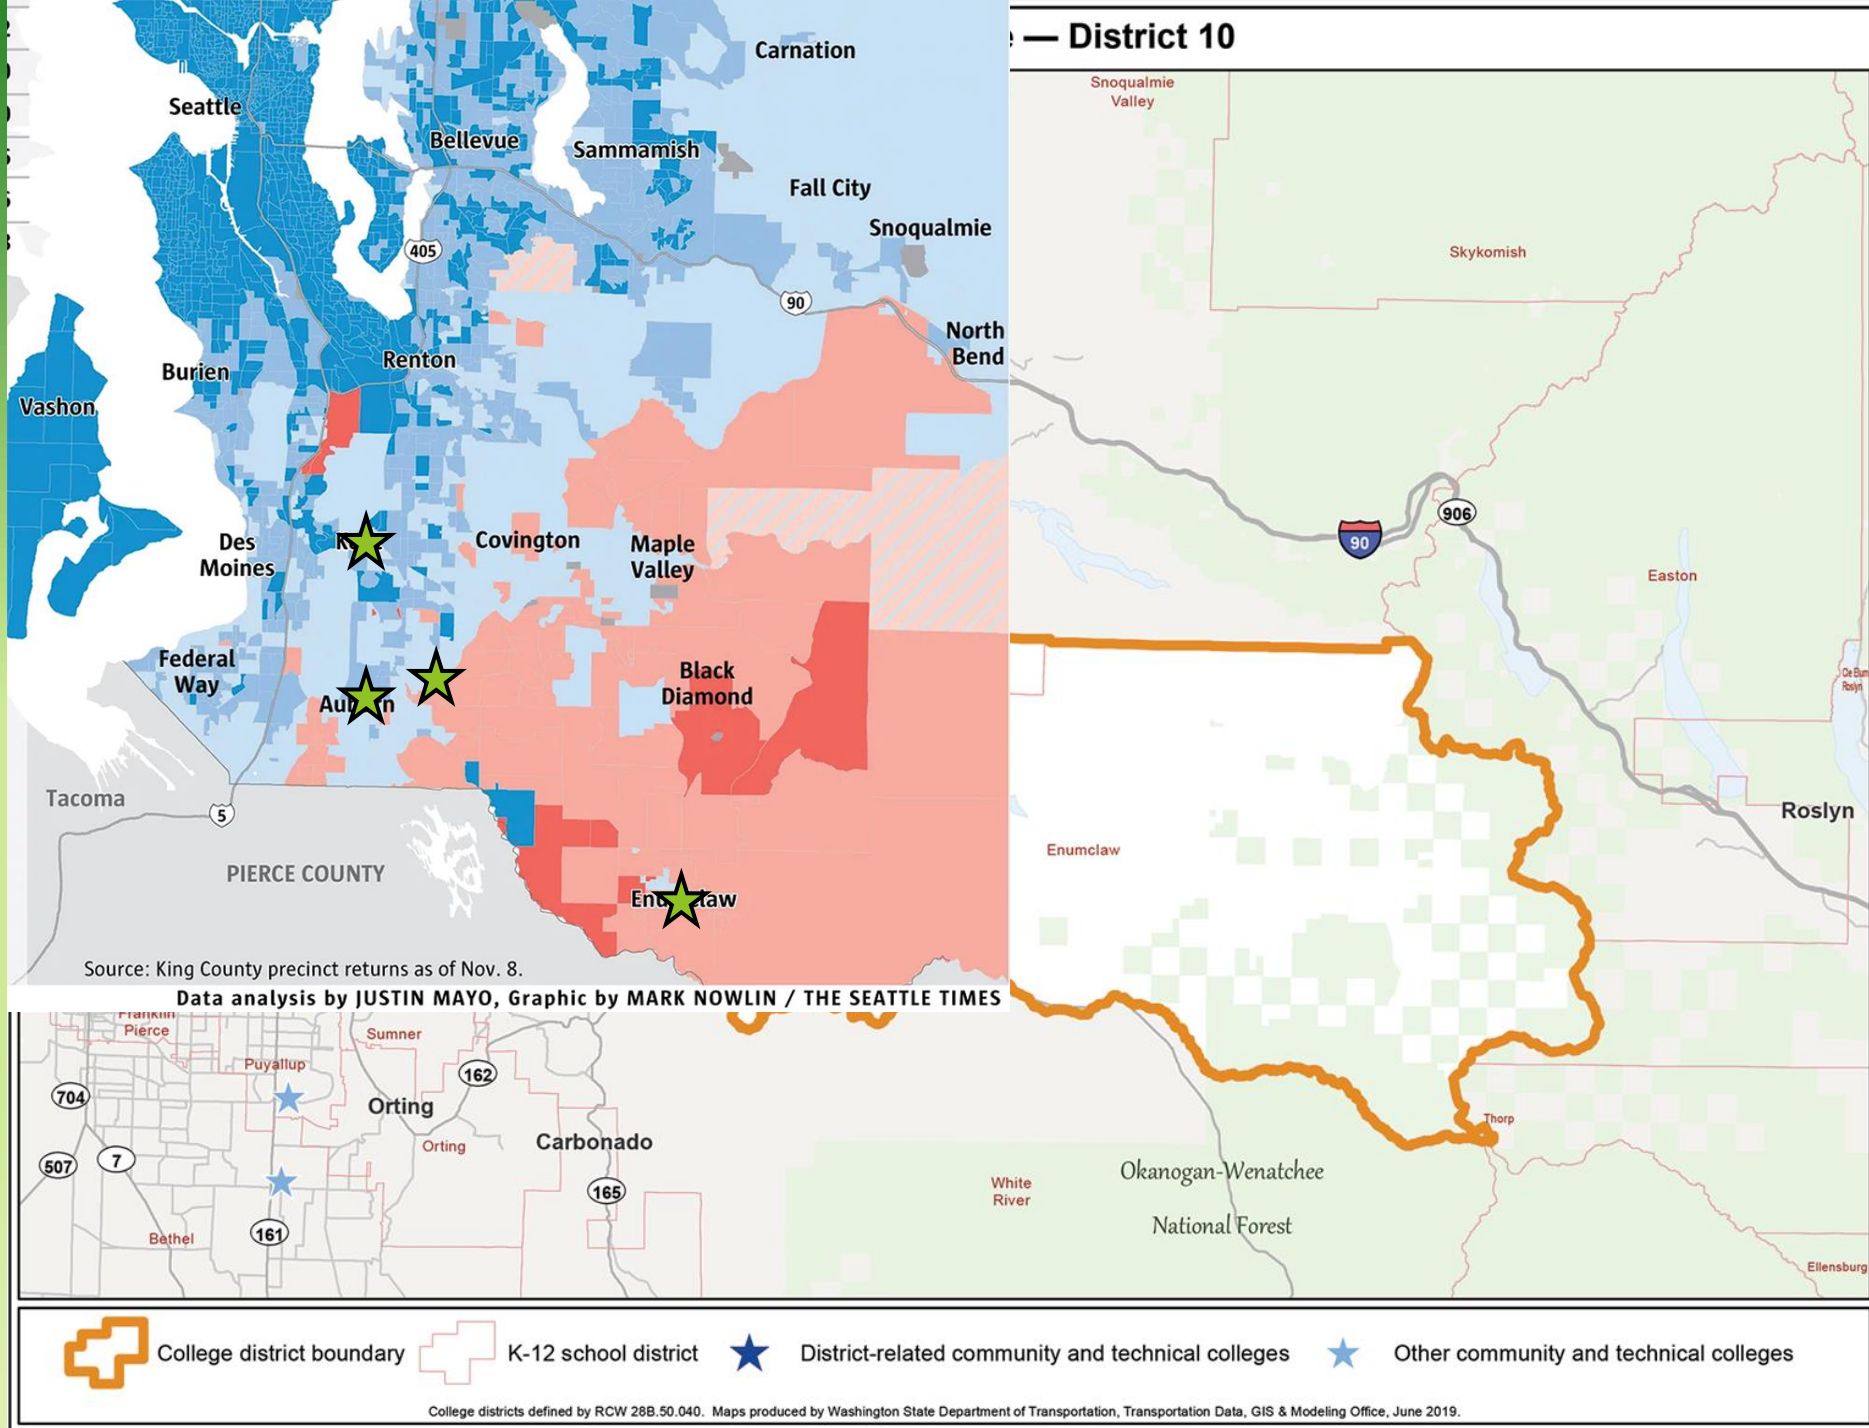 — District 10
Carnation
Seattle
Bellevue
Sammamish
Fall City
Snoqualmie
405
90
North
Bend
Renton
Burien
Vashon
Des
Moines
Covington
Maple
Valley
Federal
Way
Black
Diamond
Tacoma
5
PIERCE COUNTY
Source: King County precinct returns as of Nov. 8.
Data analysis by JUSTIN MAYO, Graphic by MARK NOWLIN / THE SEATTLE TIMES
Snoqualmie
Valley
Skykomish
906
90
Easton
Cle Elum
Roslyn
Roslyn
Enumclaw
Thorp
Okanogan-Wenatchee
National Forest
White
River
Ellensburg
Franklin
Pierce
Sumner
Puyallup
162
704
Orting
Orting
Carbonado
507
7
165
161
Bethel
College district boundary
K-12 school district
District-related community and technical colleges
Other community and technical colleges
College districts defined by RCW 28B.50.040. Maps produced by Washington State Department of Transportation, Transportation Data, GIS & Modeling Office, June 2019.